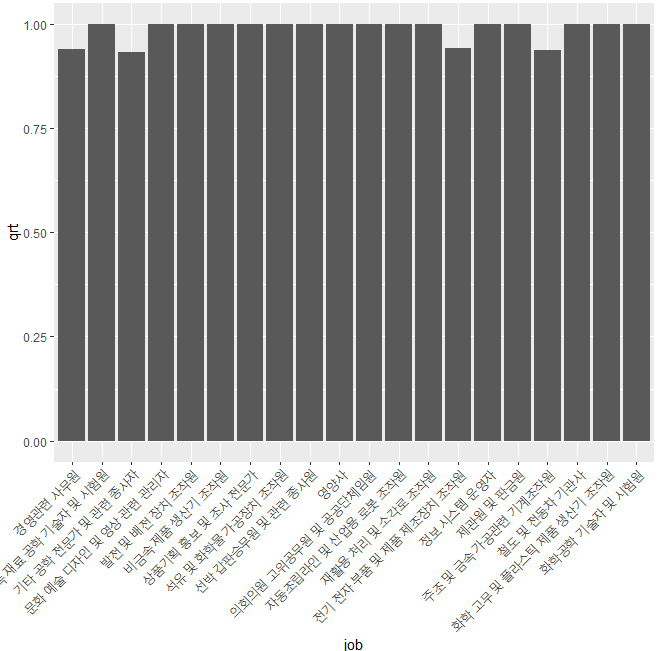 1.00
0.75
0.50
0.25
0.00
qrt
경영관련 사무원
재료 공학 기술자 및 시험원
기타 공학 전문가 및 관련 종사자
문화 예술 디자인 및 영상 관련 관리자
발전 및 배전 장치 조작원
비금속 제품 생산기 조작원
상품기획 홍보 및 조사 전문가
석유 및 화학물 가공장치 조작원
선박 갑판승무원 및 관련 종사원
영양사
의회의원 고위공무원 및 공공단체임원
자동조립라인 및 산업용 로봇 조작원
재활용 처리 및 소각로 조작원
전기 전자 부품 및 제품 제조장치 조작원
정보 시스템 운영자
제관원 및 판금원
주조 및 금속가공관련 기계조작원
철도 및 전동차 기관사
화학 고무 및 플라스틱 제품 생산기 조작원
화학공학 기술자 및 시험원
job